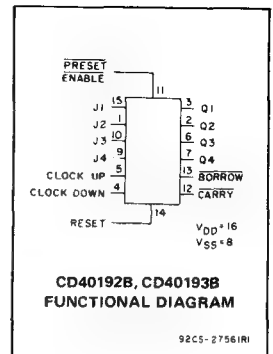 PRESET
ENABLE
11
J1 15 3 Q1
J2 1 2 Q2
J3 10 6 Q3
J4 9 7 Q4
CLOCK UP 5 13 BORROW
CLOCK DOWN 4 12 CARRY
RESET 14
VDD=16
VSS=8
CD40192B, CD40193B
FUNCTIONAL DIAGRAM
92CS-27561R1